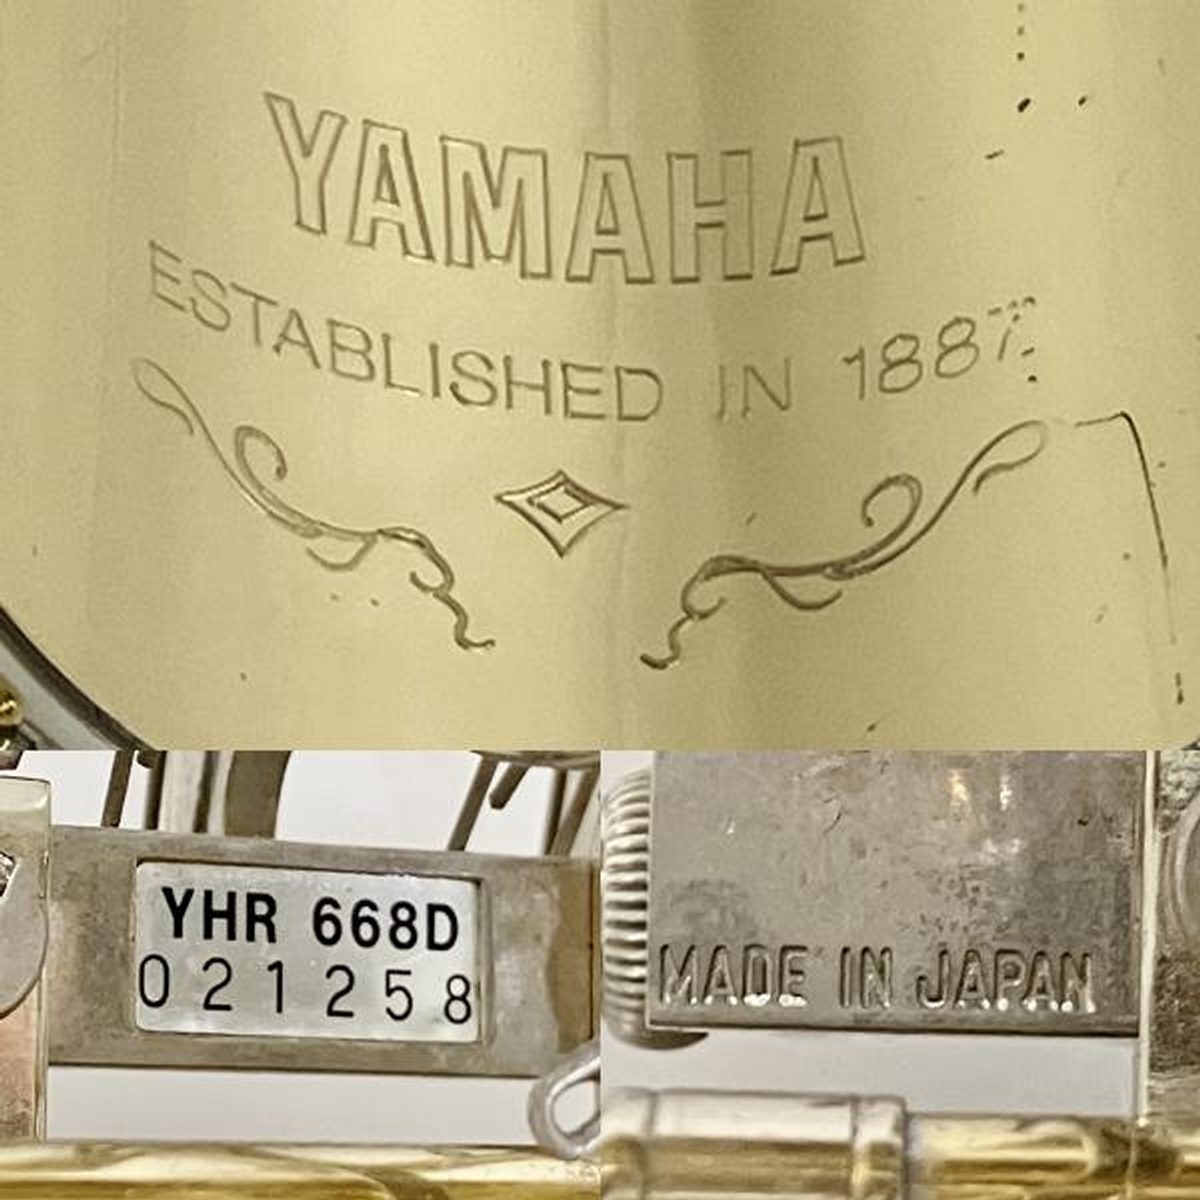 YAMAHA
ESTABLISHED IN 1887
YHR 668D
021258
MADE IN JAPAN